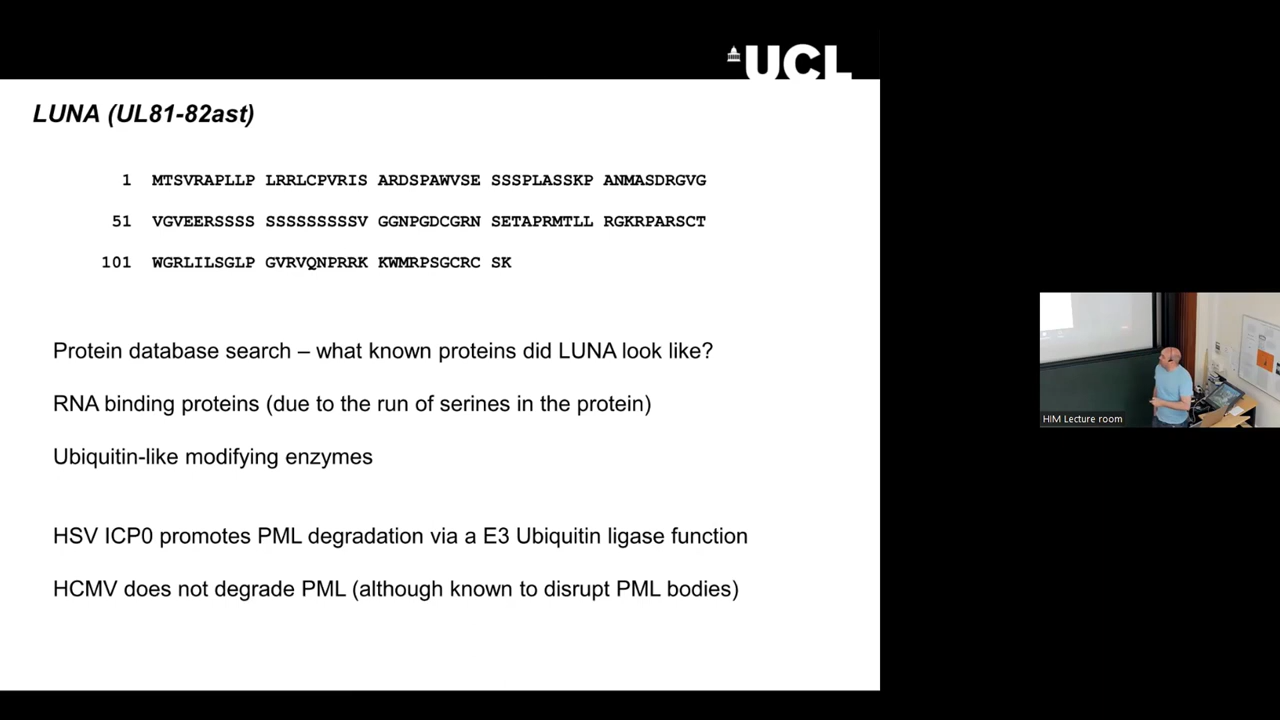 UCL
LUNA (UL81-82ast)
1 MTSVRAPLLP LRRLCPVRIS ARDSPAWVSE SSSPLASSKP ANMASDRGVG
51 VGVEERSSSS SSSSSSSSSV GGNPGDCGRN SETAPRMTLL RGKRPARSCT
101 WGRLILSGLP GVRVQNPRRK KWMRPSGCRC SK
Protein database search – what known proteins did LUNA look like?
RNA binding proteins (due to the run of serines in the protein)
Ubiquitin-like modifying enzymes
HSV ICP0 promotes PML degradation via a E3 Ubiquitin ligase function
HCMV does not degrade PML (although known to disrupt PML bodies)
HIM Lecture room